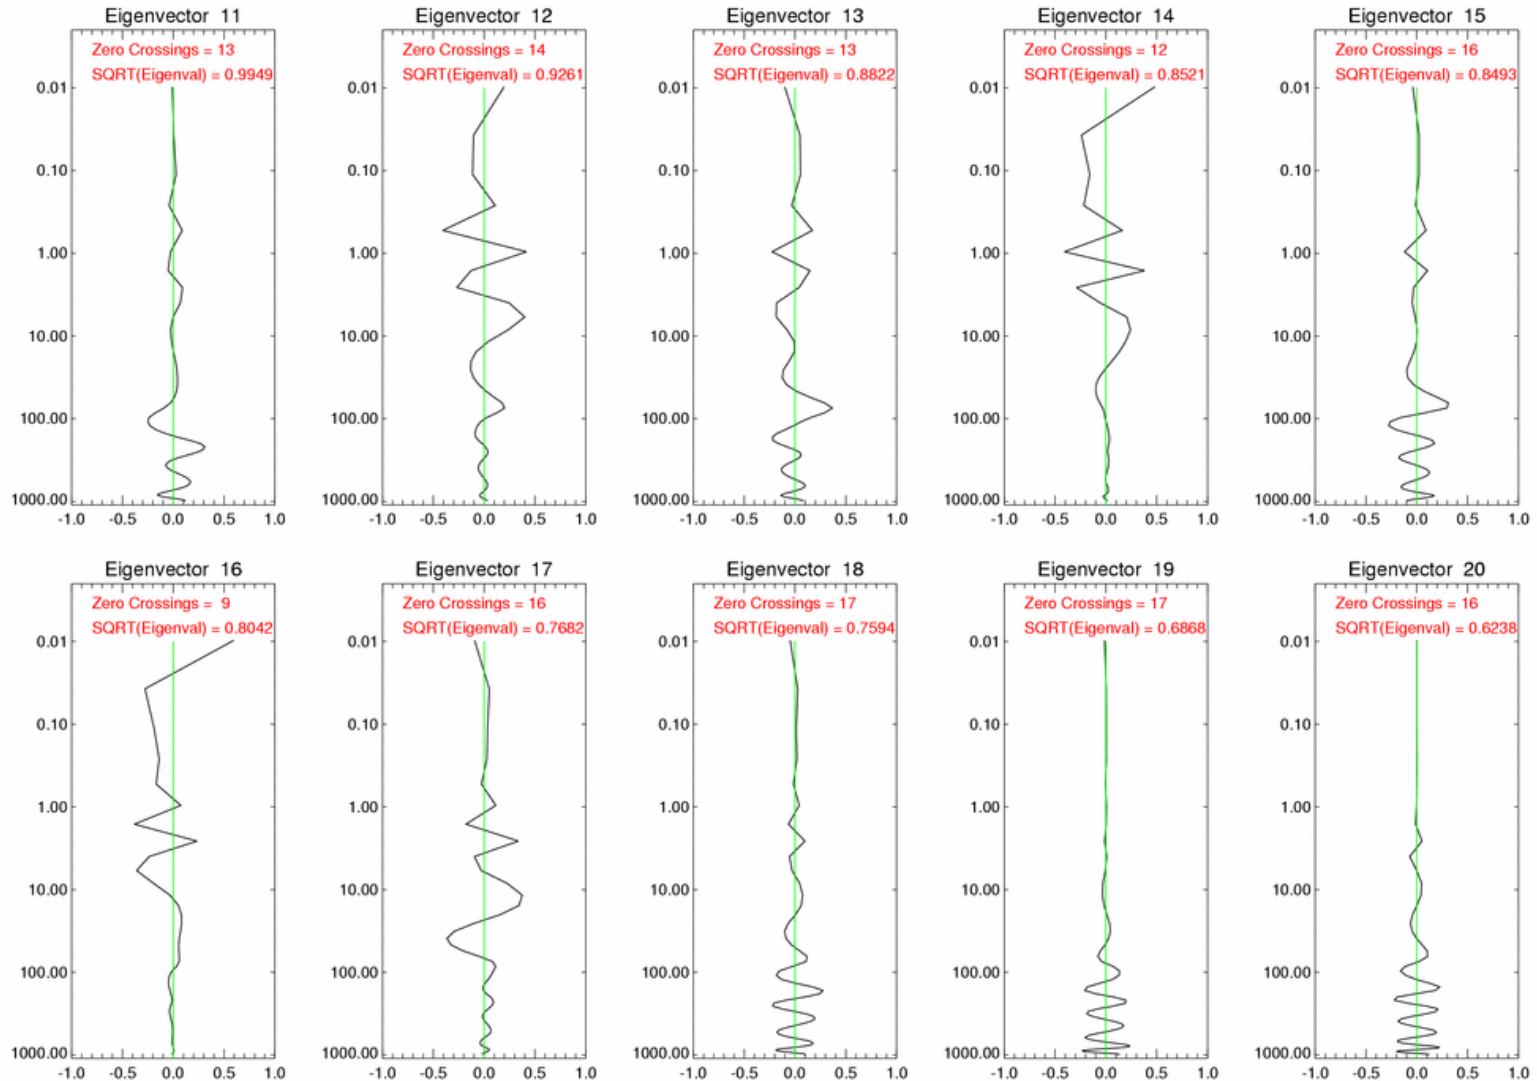 Eigenvector 11
Zero Crossings = 13
SQRT(Eigenval) = 0.9949
0.01
0.10
1.00
10.00
100.00
1000.00
-1.0 -0.5 0.0 0.5 1.0
Eigenvector 12
Zero Crossings = 14
SQRT(Eigenval) = 0.9261
0.01
0.10
1.00
10.00
100.00
1000.00
-1.0 -0.5 0.0 0.5 1.0
Eigenvector 13
Zero Crossings = 13
SQRT(Eigenval) = 0.8822
0.01
0.10
1.00
10.00
100.00
1000.00
-1.0 -0.5 0.0 0.5 1.0
Eigenvector 14
Zero Crossings = 12
SQRT(Eigenval) = 0.8521
0.01
0.10
1.00
10.00
100.00
1000.00
-1.0 -0.5 0.0 0.5 1.0
Eigenvector 15
Zero Crossings = 16
SQRT(Eigenval) = 0.8493
0.01
0.10
1.00
10.00
100.00
1000.00
-1.0 -0.5 0.0 0.5 1.0
Eigenvector 16
Zero Crossings = 9
SQRT(Eigenval) = 0.8042
0.01
0.10
1.00
10.00
100.00
1000.00
-1.0 -0.5 0.0 0.5 1.0
Eigenvector 17
Zero Crossings = 16
SQRT(Eigenval) = 0.7682
0.01
0.10
1.00
10.00
100.00
1000.00
-1.0 -0.5 0.0 0.5 1.0
Eigenvector 18
Zero Crossings = 17
SQRT(Eigenval) = 0.7594
0.01
0.10
1.00
10.00
100.00
1000.00
-1.0 -0.5 0.0 0.5 1.0
Eigenvector 19
Zero Crossings = 17
SQRT(Eigenval) = 0.6868
0.01
0.10
1.00
10.00
100.00
1000.00
-1.0 -0.5 0.0 0.5 1.0
Eigenvector 20
Zero Crossings = 16
SQRT(Eigenval) = 0.6238
0.01
0.10
1.00
10.00
100.00
1000.00
-1.0 -0.5 0.0 0.5 1.0